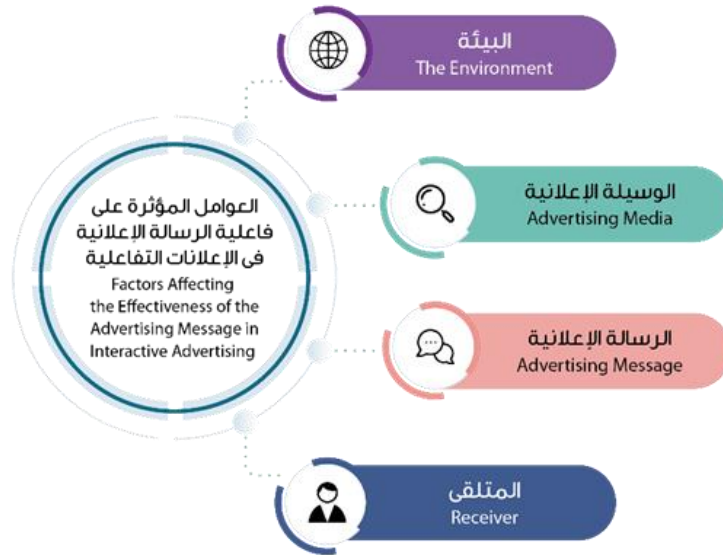 العوامل المؤثرة على
فاعلية الرسالة الإعلانية
فى الإعلانات التفاعلية
Factors Affecting
the Effectiveness of the
Advertising Message in
Interactive Advertising
البيئة
The Environment
الوسيلة الإعلانية
Advertising Media
الرسالة الإعلانية
Advertising Message
المتلقى
Receiver